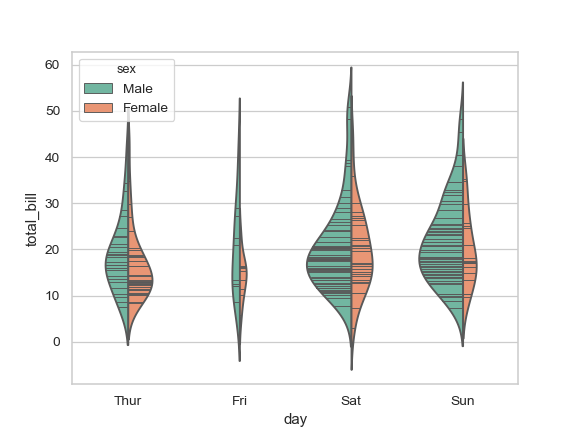 sex
Male
Female
60
50
40
30
20
10
0
total_bill
Thur
Fri
Sat
Sun
day